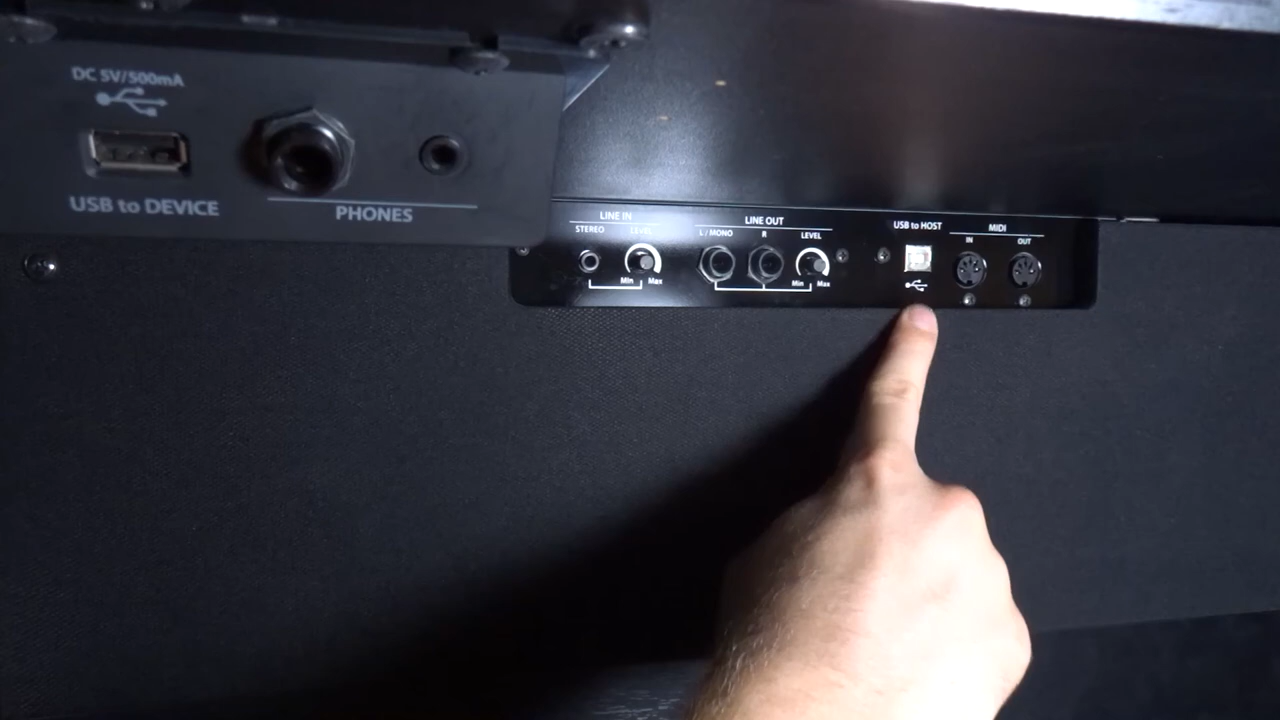 DC 5V/500mA
USB to DEVICE
PHONES
LINE IN
STEREO LEVEL
Min Max
LINE OUT
L / MONO R LEVEL
Min Max
USB to HOST
MIDI
IN OUT